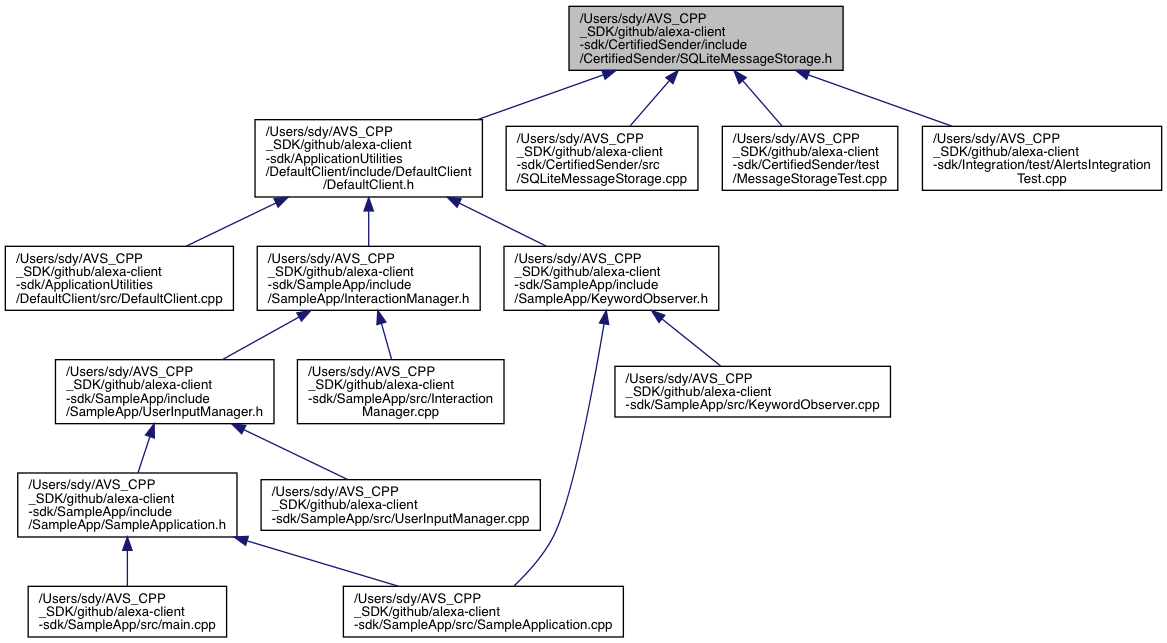 /Users/sdy/AVS_CPP
_SDK/github/alexa-client
-sdk/CertifiedSender/include
/CertifiedSender/SQLiteMessageStorage.h
/Users/sdy/AVS_CPP
_SDK/github/alexa-client
-sdk/ApplicationUtilities
/DefaultClient/include/DefaultClient
/DefaultClient.h
/Users/sdy/AVS_CPP
_SDK/github/alexa-client
-sdk/CertifiedSender/src
/SQLiteMessageStorage.cpp
/Users/sdy/AVS_CPP
_SDK/github/alexa-client
-sdk/CertifiedSender/test
/MessageStorageTest.cpp
/Users/sdy/AVS_CPP
_SDK/github/alexa-client
-sdk/Integration/test/AlertsIntegration
Test.cpp
/Users/sdy/AVS_CPP
_SDK/github/alexa-client
-sdk/ApplicationUtilities
/DefaultClient/src/DefaultClient.cpp
/Users/sdy/AVS_CPP
_SDK/github/alexa-client
-sdk/SampleApp/include
/SampleApp/InteractionManager.h
/Users/sdy/AVS_CPP
_SDK/github/alexa-client
-sdk/SampleApp/include
/SampleApp/KeywordObserver.h
/Users/sdy/AVS_CPP
_SDK/github/alexa-client
-sdk/SampleApp/include
/SampleApp/UserInputManager.h
/Users/sdy/AVS_CPP
_SDK/github/alexa-client
-sdk/SampleApp/src/Interaction
Manager.cpp
/Users/sdy/AVS_CPP
_SDK/github/alexa-client
-sdk/SampleApp/src/KeywordObserver.cpp
/Users/sdy/AVS_CPP
_SDK/github/alexa-client
-sdk/SampleApp/include
/SampleApp/SampleApplication.h
/Users/sdy/AVS_CPP
_SDK/github/alexa-client
-sdk/SampleApp/src/UserInputManager.cpp
/Users/sdy/AVS_CPP
_SDK/github/alexa-client
-sdk/SampleApp/src/main.cpp
/Users/sdy/AVS_CPP
_SDK/github/alexa-client
-sdk/SampleApp/src/SampleApplication.cpp